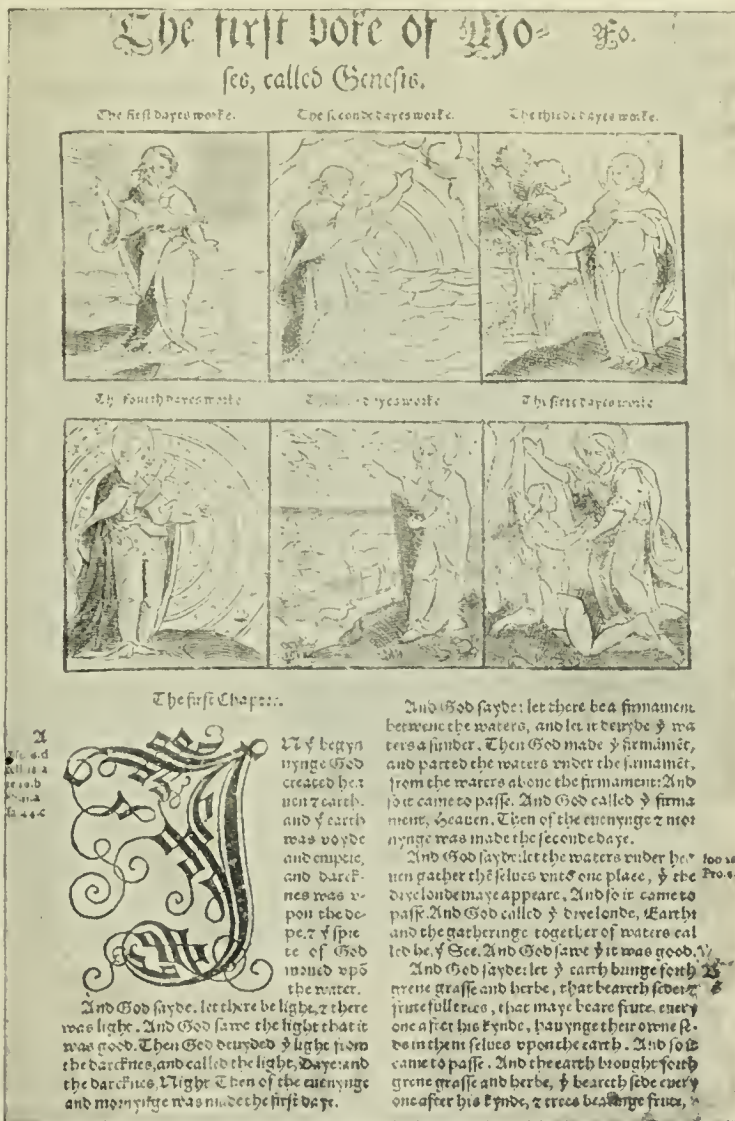 The first boke of Mo⸗ Fo.
ses, called Genesis.
The first dayes worke. The seconde dayes worke. The thirde dayes worke.
The fourth dayes worke dayes worke The sixte dayes worke
The first Chapter.
A
IN ẏ begyn
nynge God
created hea
uen ⁊ earth.
and ẏ earth
was voyde
and emptie,
and darck⸗
nes was v⸗
pon the de⸗
pe, ⁊ ẏ spre
te of God
moued vpõ
the water.
And God sayde. let there be light, ⁊ there
was light. And God sawe the light that it
was good. Then God deuyded ẏ light from
the darcknes, and called the light, Daye: and
the darcknes, Night Then of the euenynge
and mornynge was made the first daye.
And God sayde: let there be a firmament
betwene the waters, and let it deuyde ẏ wa
ters a sunder. Then God made ẏ firmamẽt,
and parted the waters vnder the firmamẽt,
from the waters aboue the firmament: And
so it came to passe. And God called ẏ firma
ment, Heauen. Then of the euenynge ⁊ mor
nynge was made the seconde daye.
And God sayde: let the waters vnder hea⸗
uen gather thẽselues vnto one place, ẏ the
drye londe maye appeare. And so it came to
passe. And God called ẏ drye londe, Earth:
and the gatheringe together of waters cal
led he, ẏ See. And God sawe ẏ it was good.
And God sayde: let ẏ earth bringe forth B
grene grasse and herbe, that beareth sede: ⁊
frutefull trees, that maye beare frute, euery
one after his kynde, hauynge their owne se⸗
de in them selues vpon the earth. And so it
came to passe. And the earth brought forth
grene grasse and herbe, ẏ beareth sede euery
one after his kynde, ⁊ trees bearinge frute,